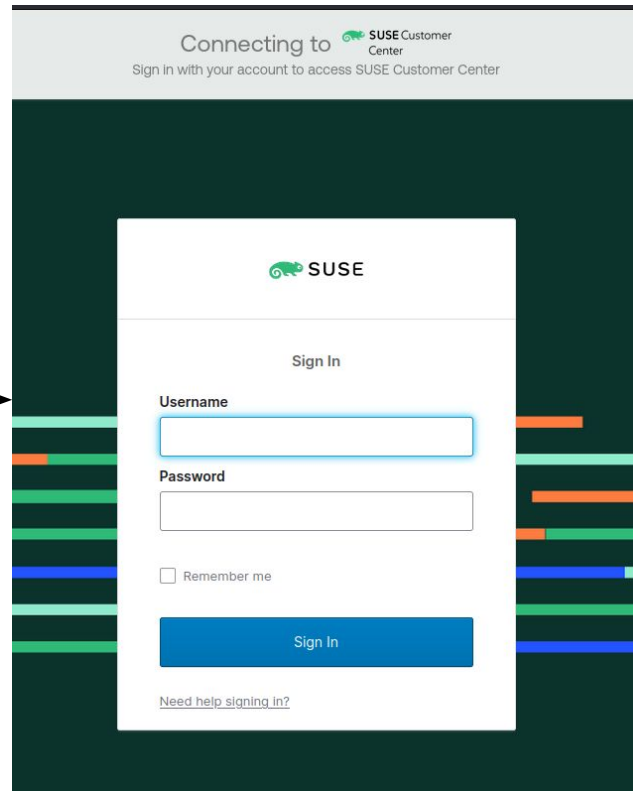 Connecting to SUSE Customer
Center
Sign in with your account to access SUSE Customer Center
SUSE
Sign In
Username
Password
Remember me
Sign In
Need help signing in?